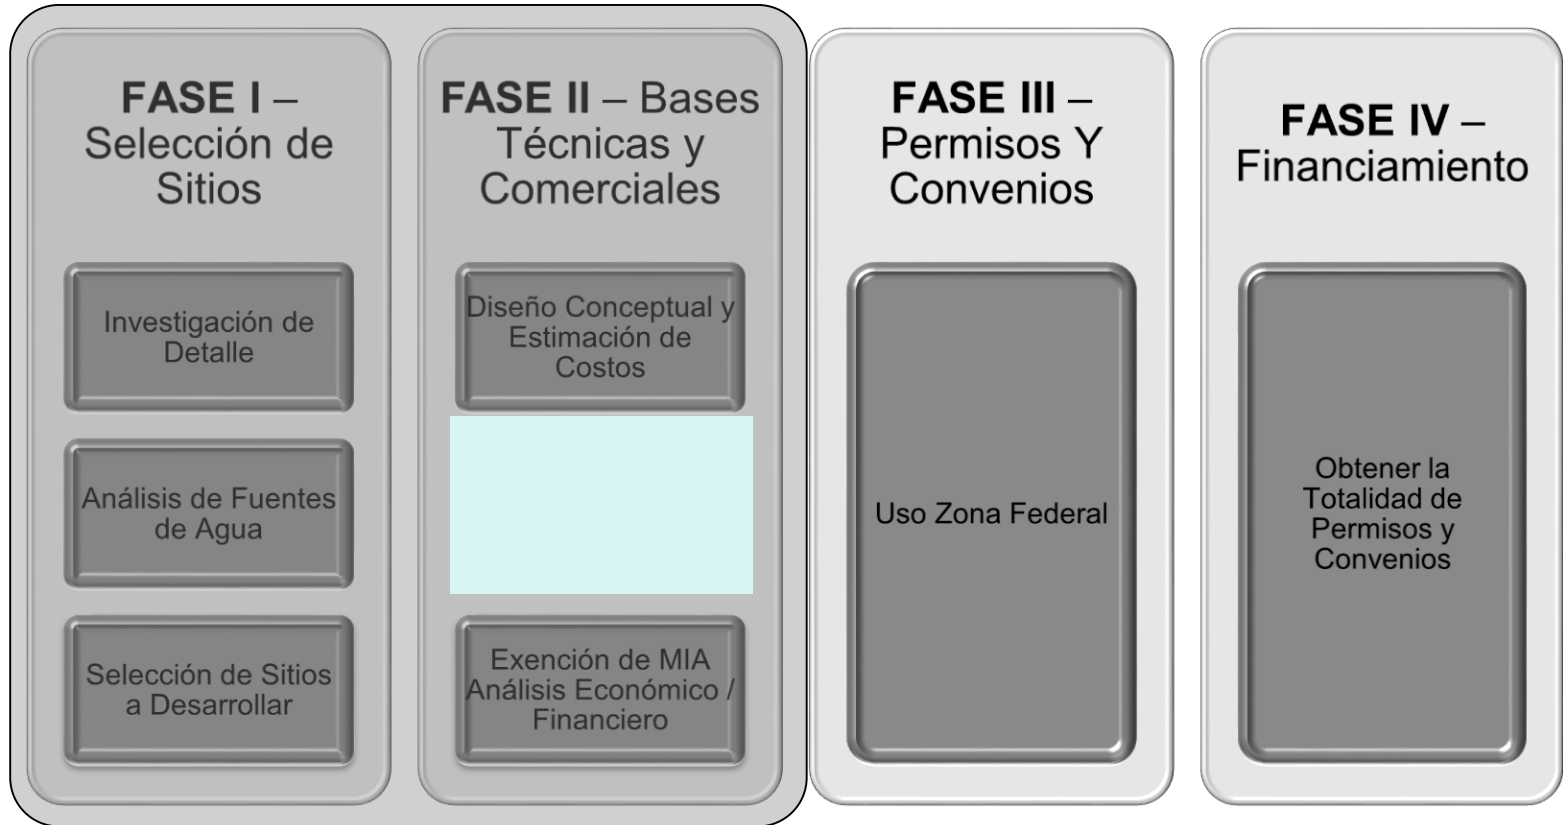 FASE I –
Selección de
Sitios
Investigación de
Detalle
Análisis de Fuentes
de Agua
Selección de Sitios
a Desarrollar
FASE II – Bases
Técnicas y
Comerciales
Diseño Conceptual y
Estimación de
Costos
Exención de MIA
Análisis Económico /
Financiero
FASE III –
Permisos Y
Convenios
Uso Zona Federal
FASE IV –
Financiamiento
Obtener la
Totalidad de
Permisos y
Convenios